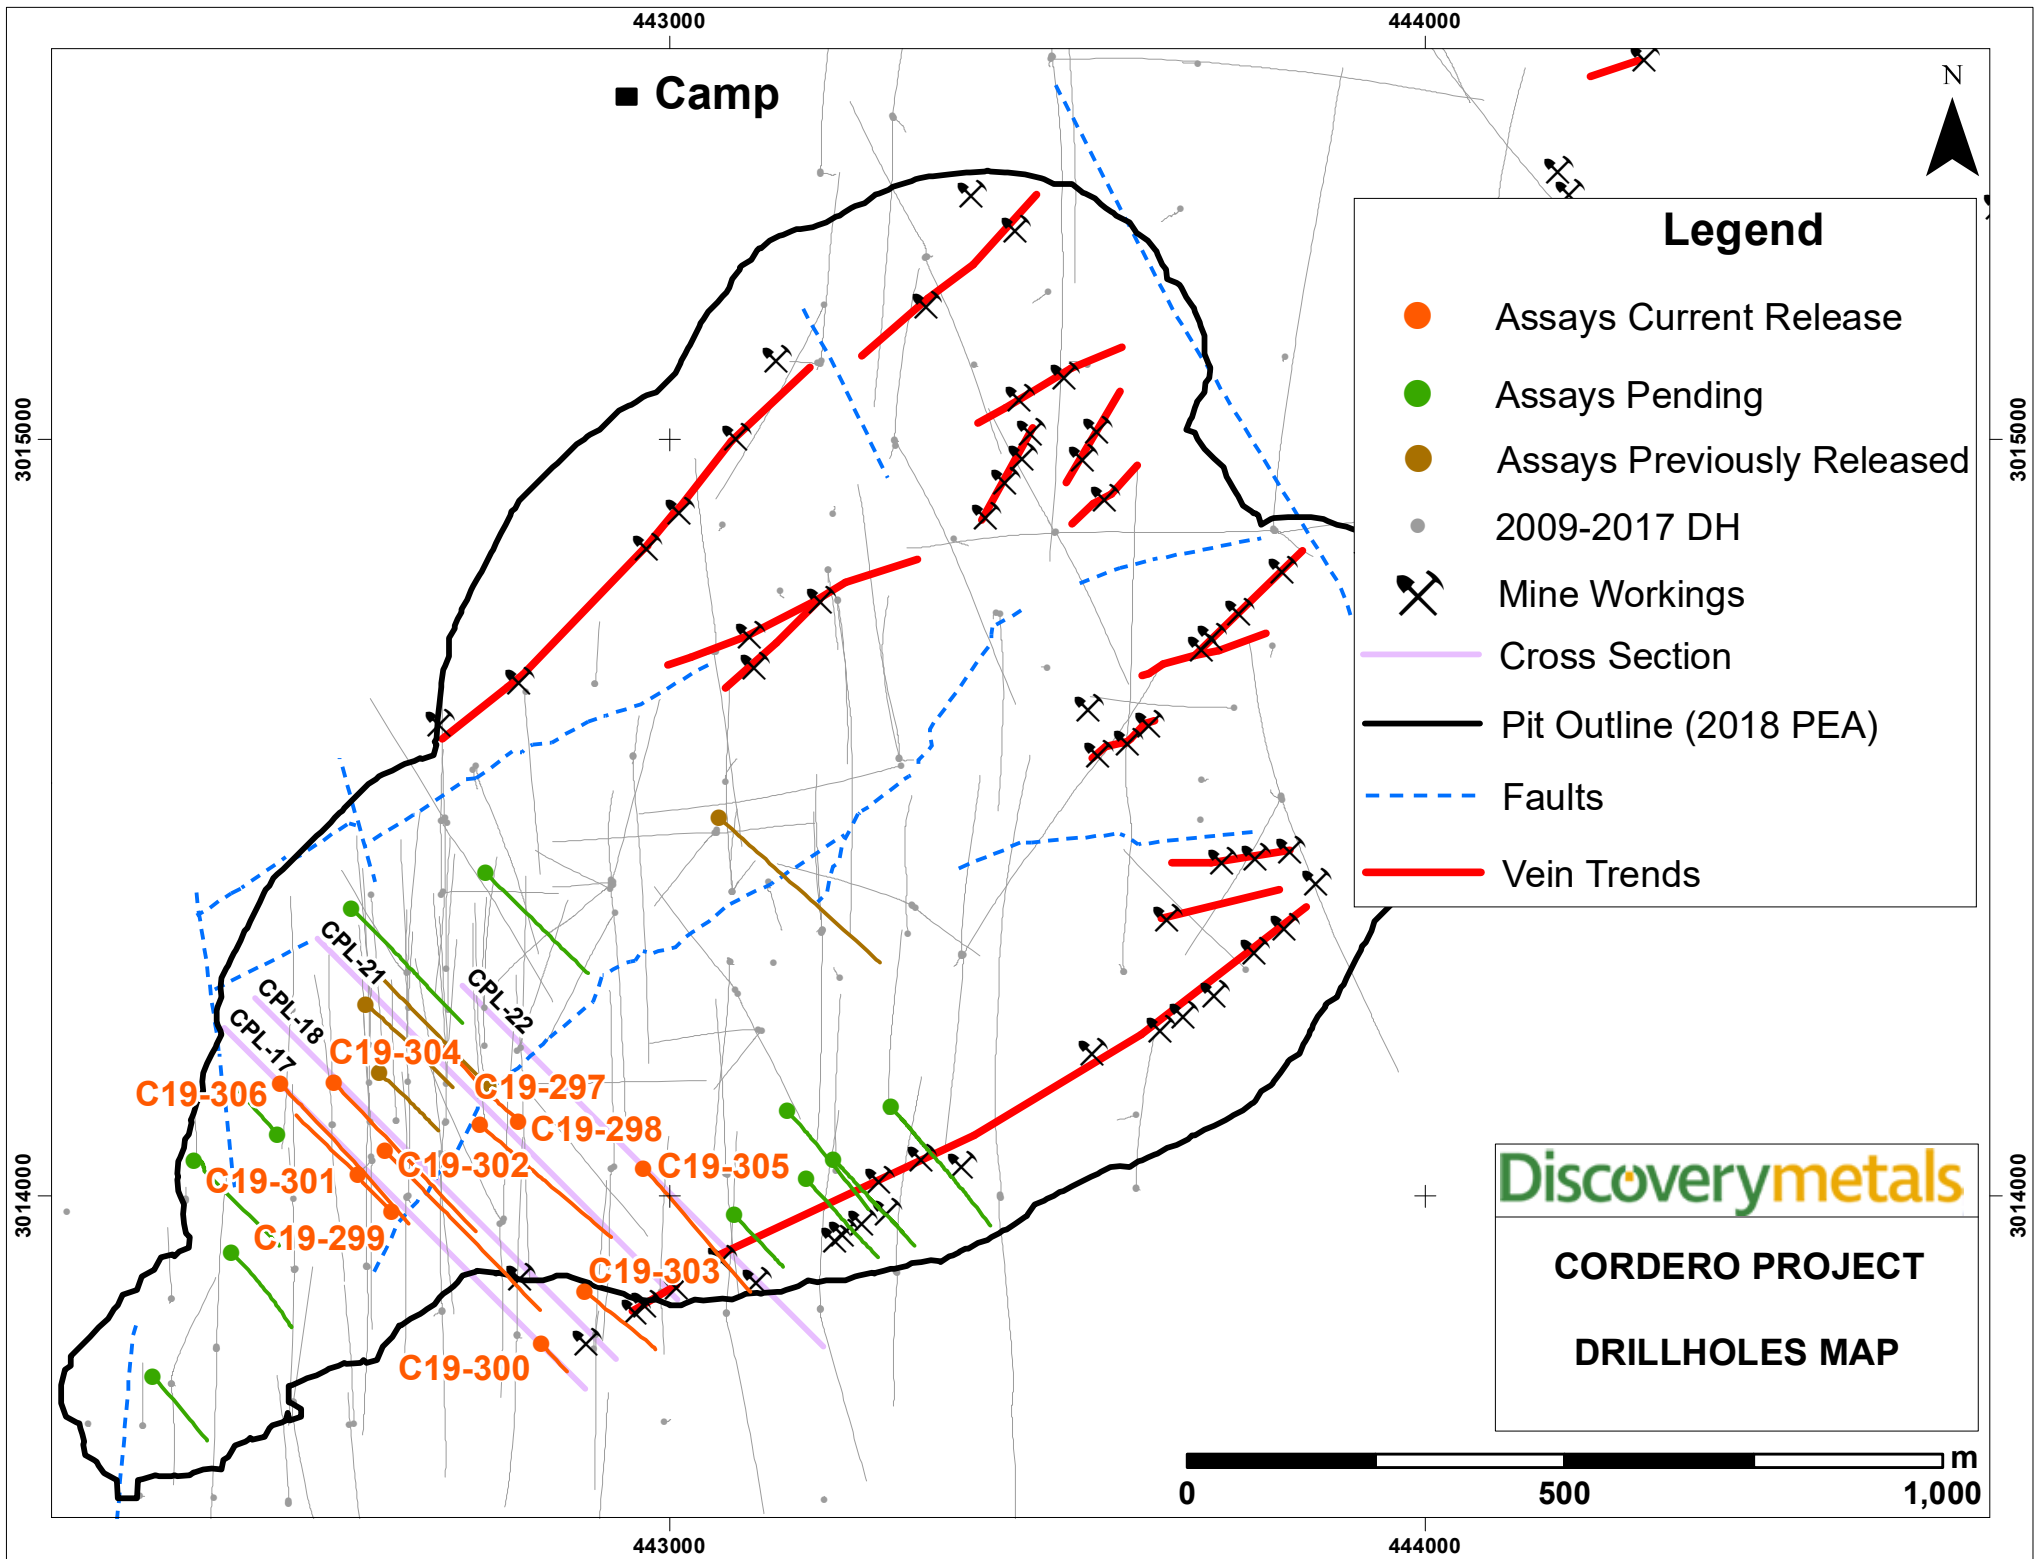 443000
444000
Camp
N
Legend
Assays Current Release
Assays Pending
Assays Previously Released
2009-2017 DH
Mine Workings
Cross Section
Pit Outline (2018 PEA)
Faults
Vein Trends
3015000
3015000
CPL-21
CPL-22
CPL-18
CPL-17
C19-304
C19-306
C19-297
C19-298
C19-302
C19-305
C19-301
C19-299
C19-303
C19-300
3014000
3014000
Discoverymetals
CORDERO PROJECT
DRILLHOLES MAP
m
0
500
1,000
443000
444000